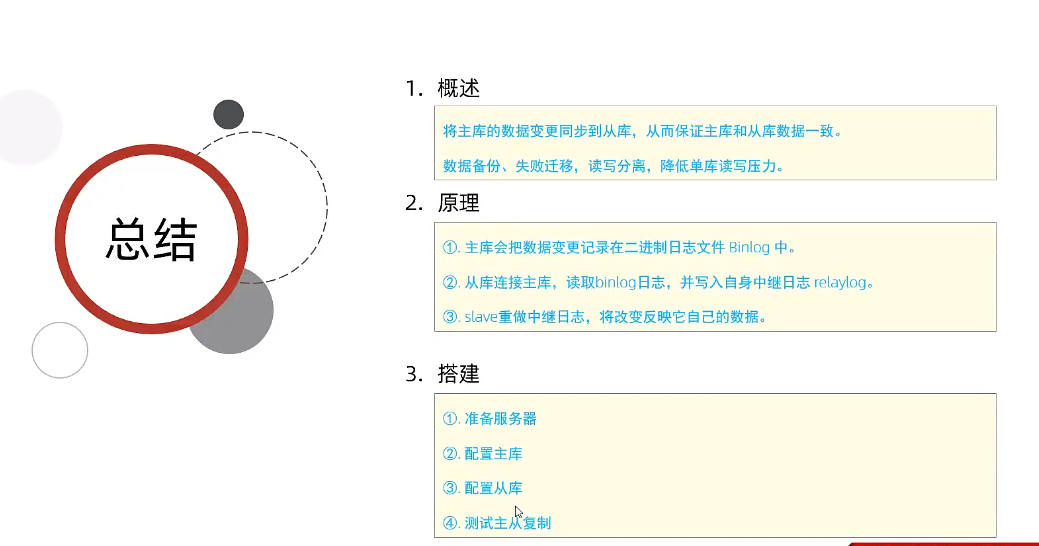 总结
1. 概述
将主库的数据变更同步到从库，从而保证主库和从库数据一致。
数据备份、失败迁移，读写分离，降低单库读写压力。
2. 原理
①. 主库会把数据变更记录在二进制日志文件 Binlog 中。
②. 从库连接主库，读取binlog日志，并写入自身中继日志 relaylog。
③. slave重做中继日志，将改变反映它自己的数据。
3. 搭建
①. 准备服务器
②. 配置主库
③. 配置从库
④. 测试主从复制